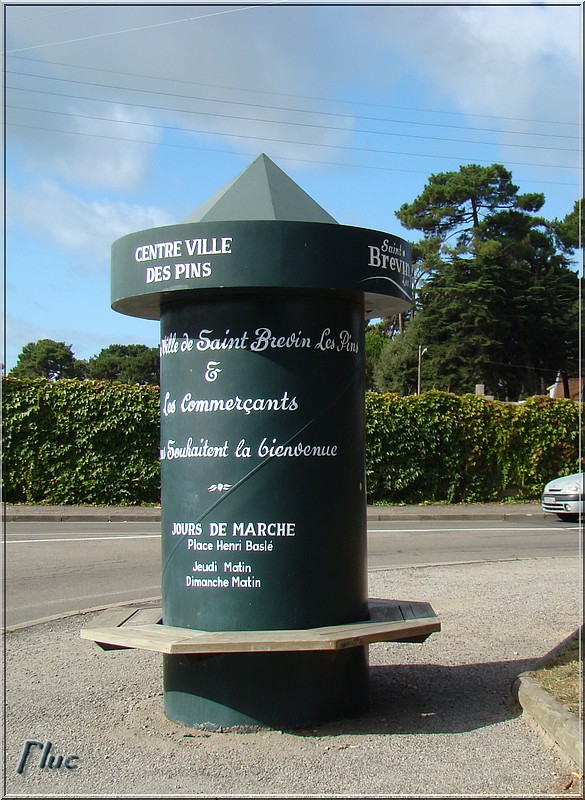 CENTRE VILLE
DES PINS
Saint
Brevin
Ville de Saint Brevin Les Pins
&
Les Commerçants
Souhaitent la bienvenue
JOURS DE MARCHE
Place Henri Baslé
Jeudi Matin
Dimanche Matin
Fluc